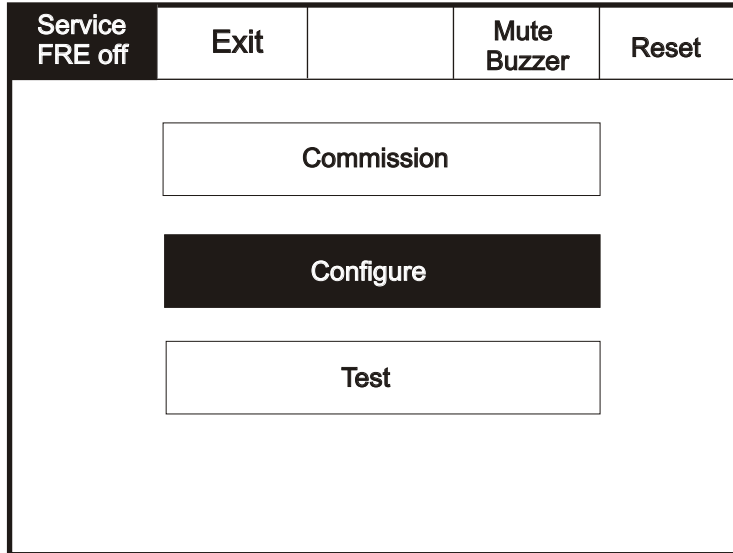 Service
FRE off
Exit
Mute
Buzzer
Reset
Commission
Configure
Test